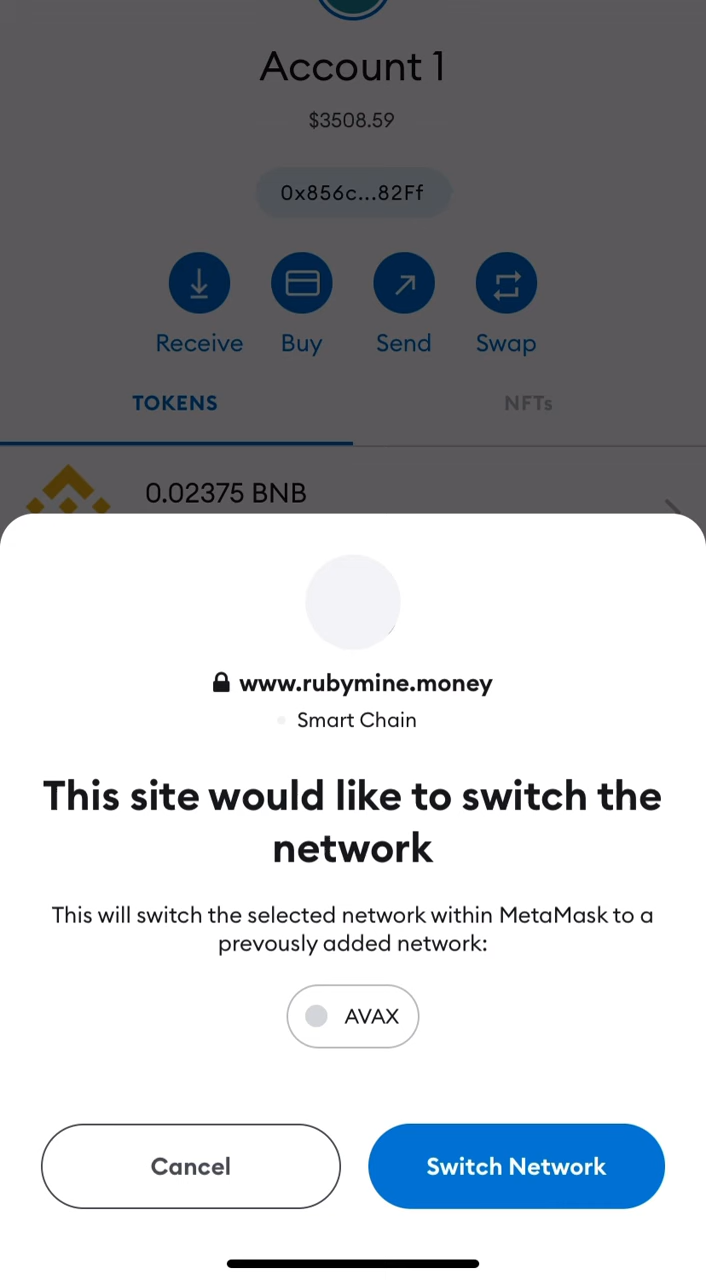 Account 1
$3508.59
0x856c...82Ff
Receive Buy Send Swap
TOKENS NFTs
0.02375 BNB
www.rubymine.money
Smart Chain
This site would like to switch the
network
This will switch the selected network within MetaMask to a
prevously added network:
AVAX
Cancel Switch Network